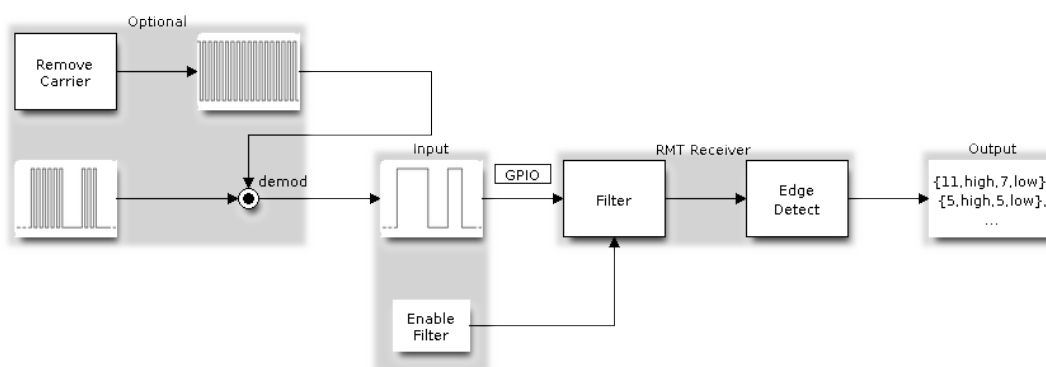 Optional
Remove
Carrier
demod
Input
GPIO
Enable
Filter
RMT Receiver
Filter
Edge
Detect
Output
{11,high,7,low}
{5,high,5,low},
...